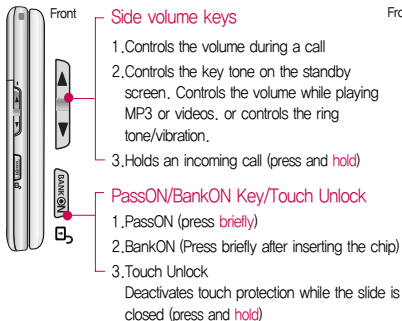 Front
Side volume keys
Fro
1.Controls the volume during a call
2.Controls the key tone on the standby
screen. Controls the volume while playing
MP3 or videos. or controls the ring
tone/vibration.
3.Holds an incoming call (press and hold)
BANKON
PassON/BankON Key/Touch Unlock
1.PassON (press briefly)
2.BankON (Press briefly after inserting the chip)
3.Touch Unlock
Deactivates touch protection while the slide is
closed (press and hold)